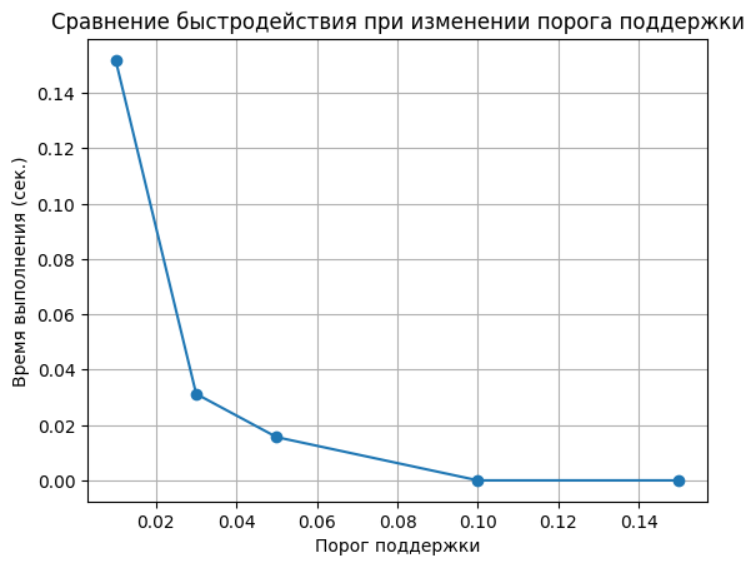 Сравнение быстродействия при изменении порога поддержки
Время выполнения (сек.)
0.14
0.12
0.10
0.08
0.06
0.04
0.02
0.00
0.02 0.04 0.06 0.08 0.10 0.12 0.14
Порог поддержки